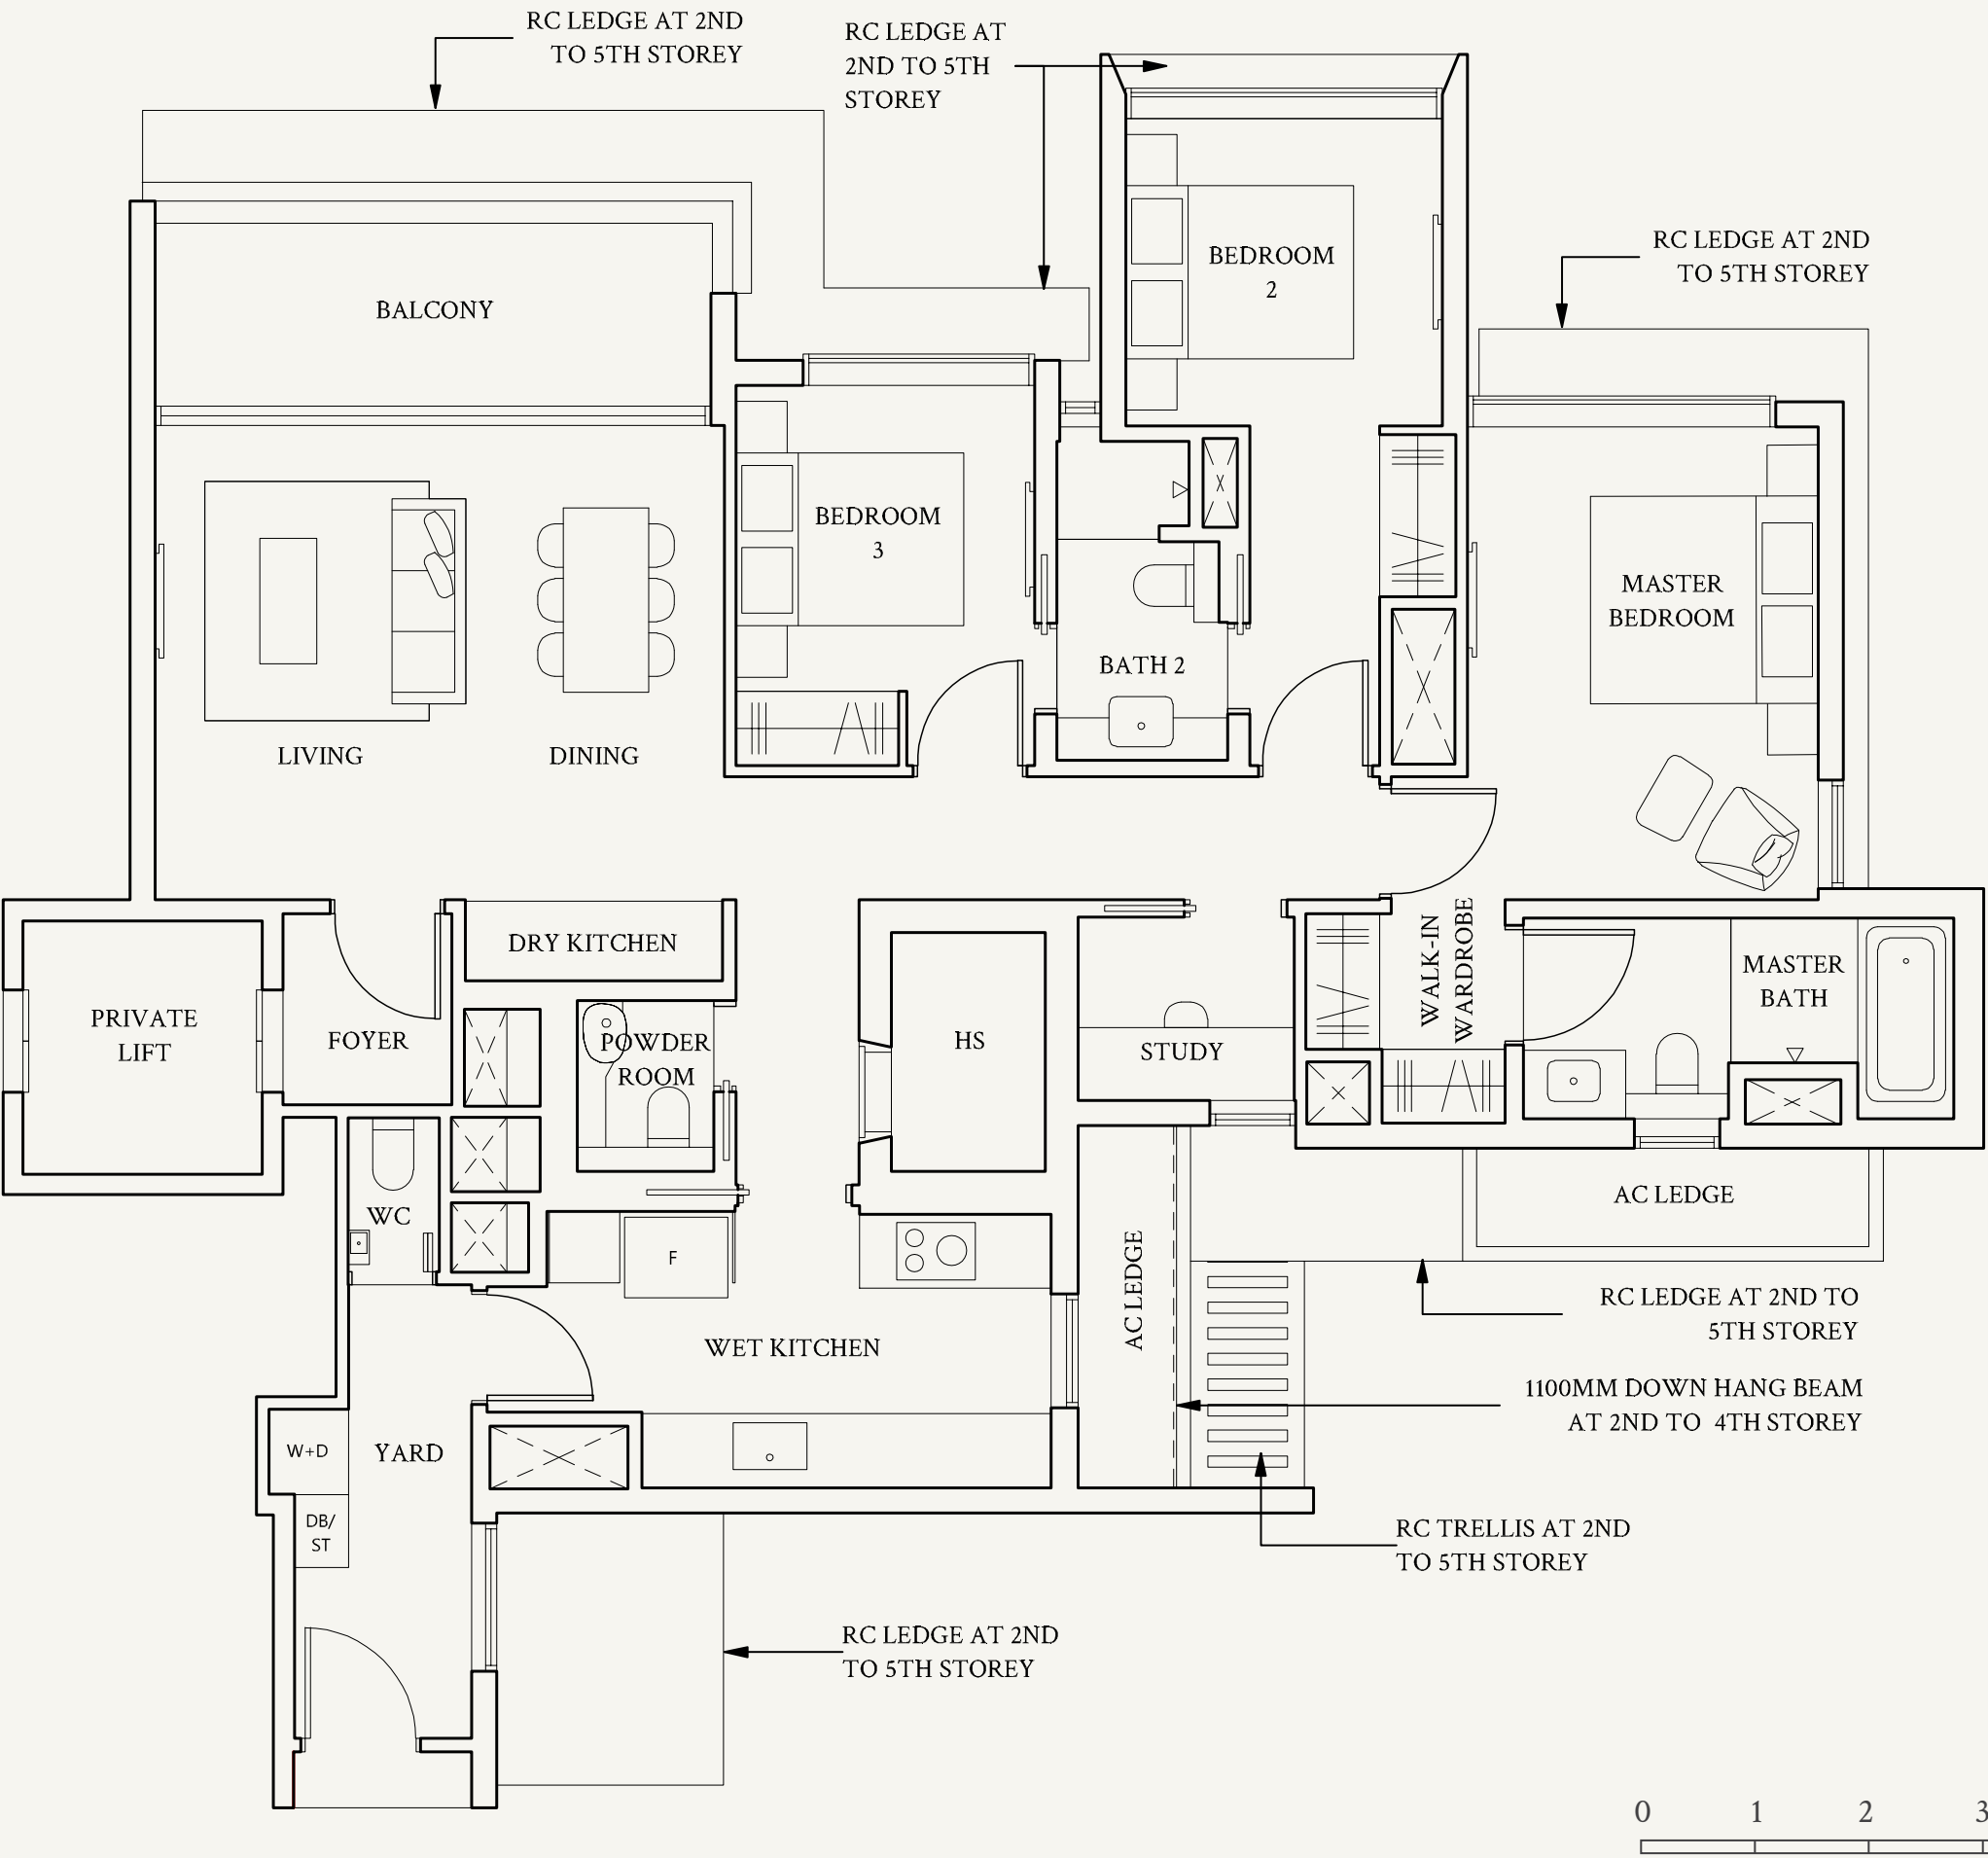 RC LEDGE AT 2ND
TO 5TH STOREY
RC LEDGE AT
2ND TO 5TH
STOREY
RC LEDGE AT 2ND
TO 5TH STOREY
BALCONY
BEDROOM
2
BEDROOM
3
MASTER
BEDROOM
BATH 2
LIVING
DINING
DRY KITCHEN
WALK-IN
WARDROBE
MASTER
BATH
PRIVATE
LIFT
FOYER
POWDER
ROOM
HS
STUDY
WC
F
AC LEDGE
AC LEDGE
WET KITCHEN
RC LEDGE AT 2ND TO
5TH STOREY
1100MM DOWN HANG BEAM
AT 2ND TO 4TH STOREY
W+D
YARD
DB/
ST
RC TRELLIS AT 2ND
TO 5TH STOREY
RC LEDGE AT 2ND
TO 5TH STOREY
0 1 2 3